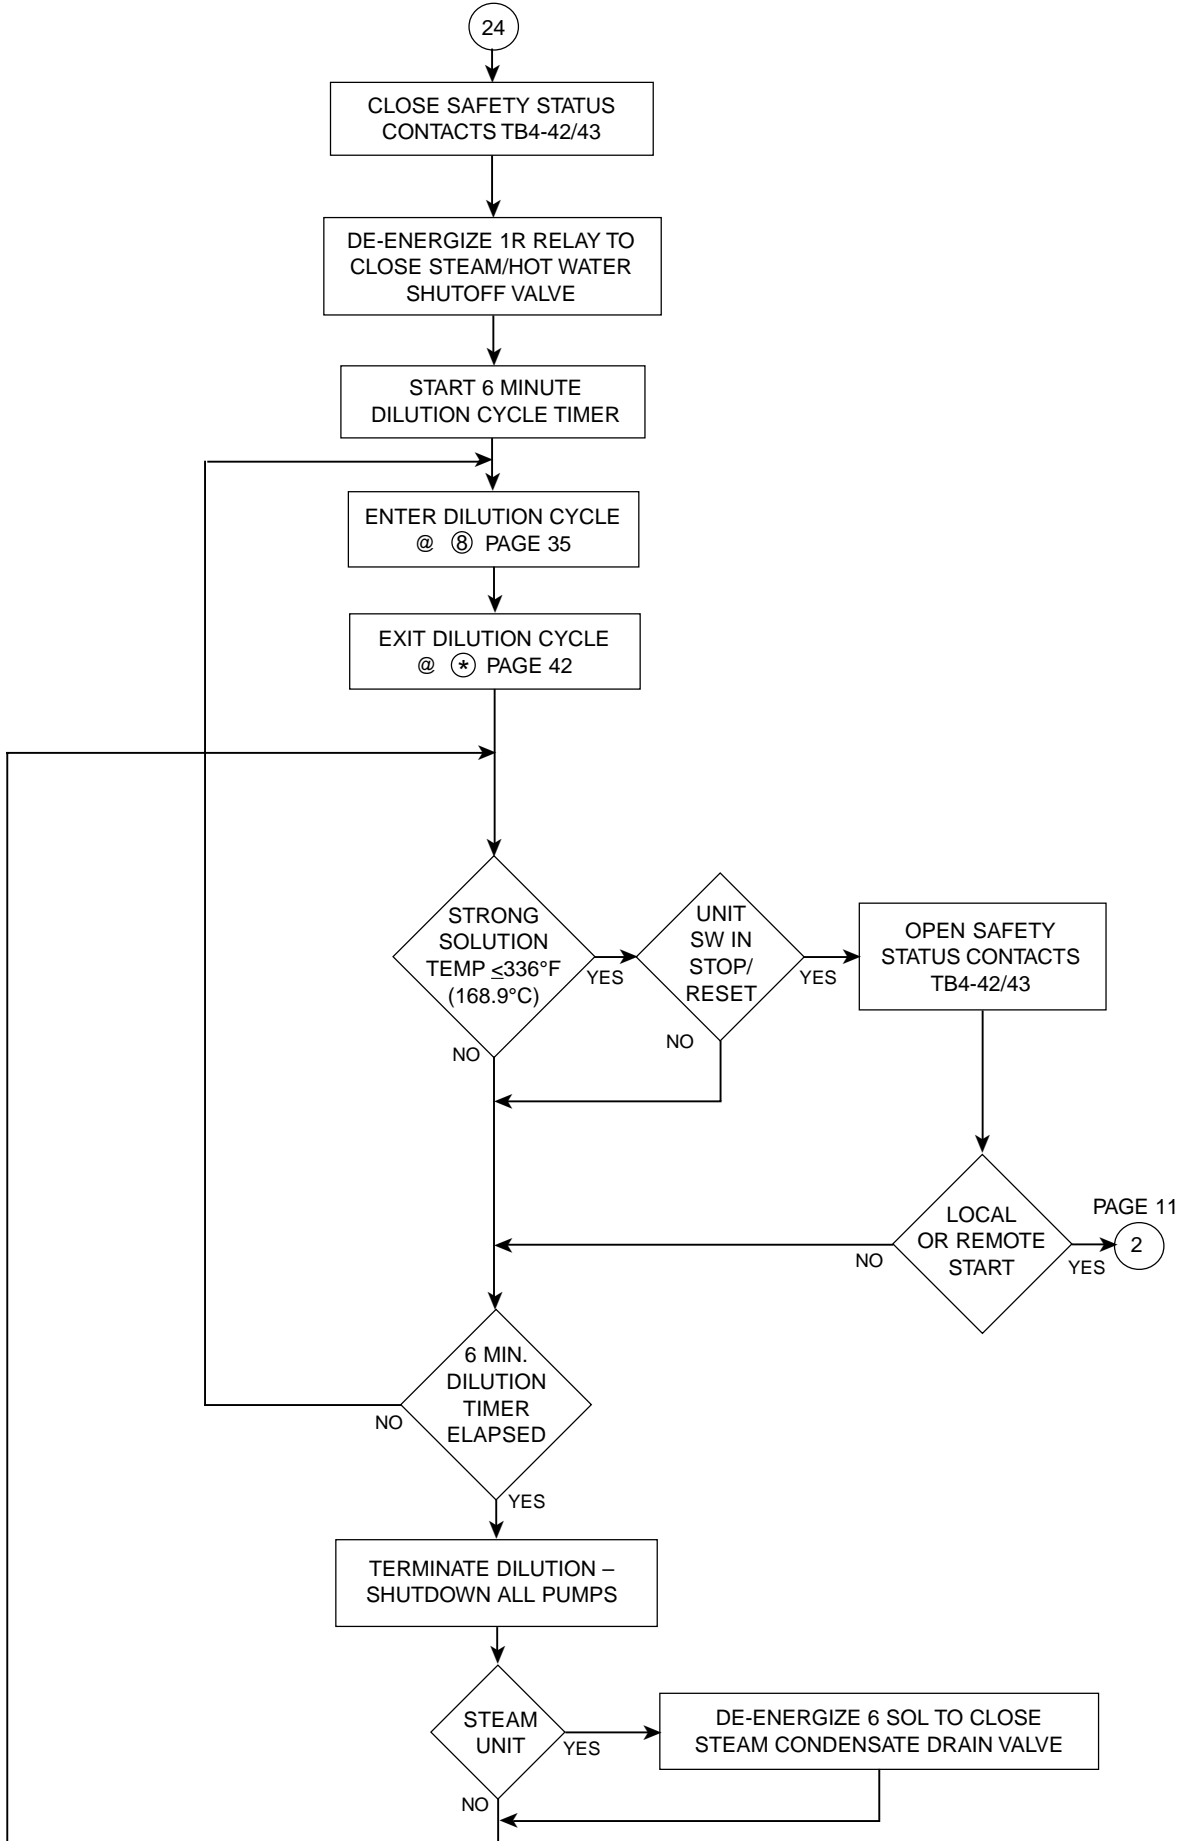 24
CLOSE SAFETY STATUS
CONTACTS TB4-42/43
DE-ENERGIZE 1R RELAY TO
CLOSE STEAM/HOT WATER
SHUTOFF VALVE
START 6 MINUTE
DILUTION CYCLE TIMER
ENTER DILUTION CYCLE
@ ⑧ PAGE 35
EXIT DILUTION CYCLE
@ (*) PAGE 42
STRONG
SOLUTION
TEMP ≤336°F
(168.9°C)
YES
NO
UNIT
SW IN
STOP/
RESET
YES
NO
OPEN SAFETY
STATUS CONTACTS
TB4-42/43
LOCAL
OR REMOTE
START
NO
YES
PAGE 11
2
6 MIN.
DILUTION
TIMER
ELAPSED
NO
YES
TERMINATE DILUTION –
SHUTDOWN ALL PUMPS
STEAM
UNIT
YES
NO
DE-ENERGIZE 6 SOL TO CLOSE
STEAM CONDENSATE DRAIN VALVE